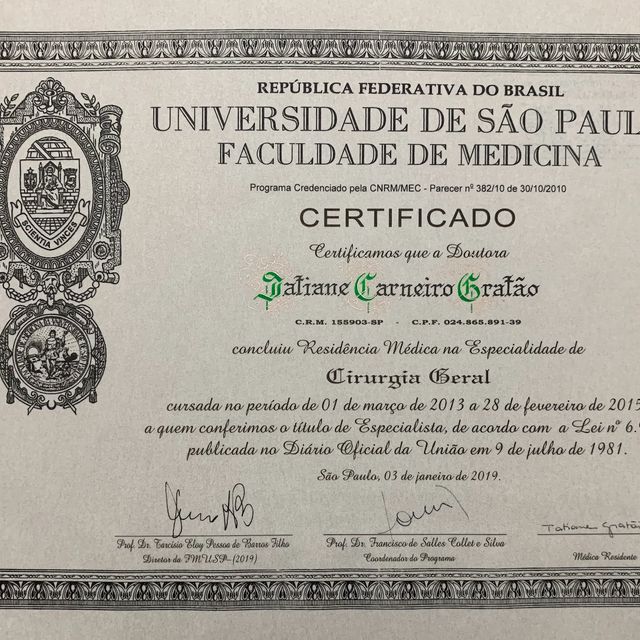 REPÚBLICA FEDERATIVA DO BRASIL
UNIVERSIDADE DE SÃO PAUL
FACULDADE DE MEDICINA
Programa Credenciado pela CNRM/MEC - Parecer nº 382/10 de 30/10/2010
CERTIFICADO
Certificamos que a Doutora
Tatiane Carneiro Gratão
C.R.M. 155903-SP - C.P.F. 024.865.891-39
concluiu Residência Médica na Especialidade de
Cirurgia Geral
cursada no período de 01 de março de 2013 a 28 de fevereiro de 2015
a quem conferimos o título de Especialista, de acordo com a Lei nº 6.9
publicada no Diário Oficial da União em 9 de julho de 1981.
São Paulo, 03 de janeiro de 2019.
Tatiane Gratão
Prof. Dr. Tarcisio Eloy Pessoa de Barros Filho
Diretor da FMUSP-(2019)
Prof. Dr. Francisco de Salles Collet e Silva
Coordenador do Programa
Médica Residente
SCIENTIA VINCES